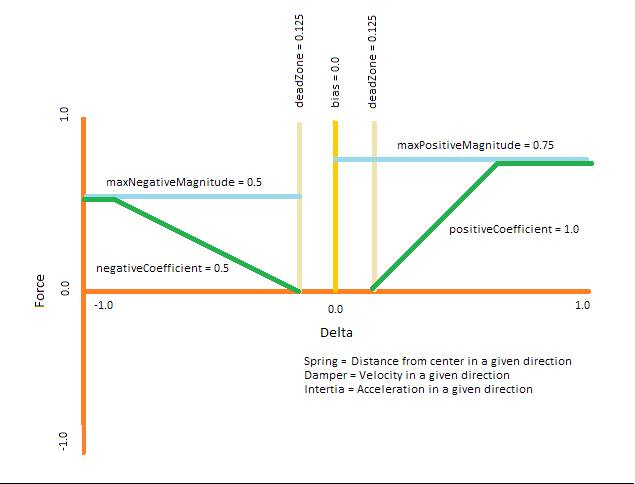 deadZone = 0.125
bias = 0.0
deadZone = 0.125
1.0
maxPositiveMagnitude = 0.75
maxNegativeMagnitude = 0.5
positiveCoefficient = 1.0
negativeCoefficient = 0.5
Force
0.0
-1.0
0.0
1.0
Delta
Spring = Distance from center in a given direction
Damper = Velocity in a given direction
Intertia = Acceleration in a given direction
-1.0